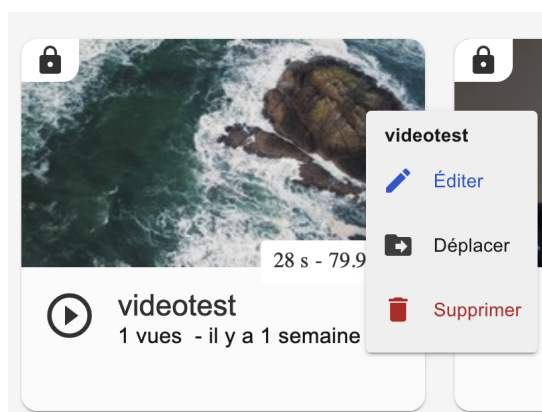 videotest
Éditer
Déplacer
Supprimer
28 s - 79.9
videotest
1 vues - il y a 1 semaine